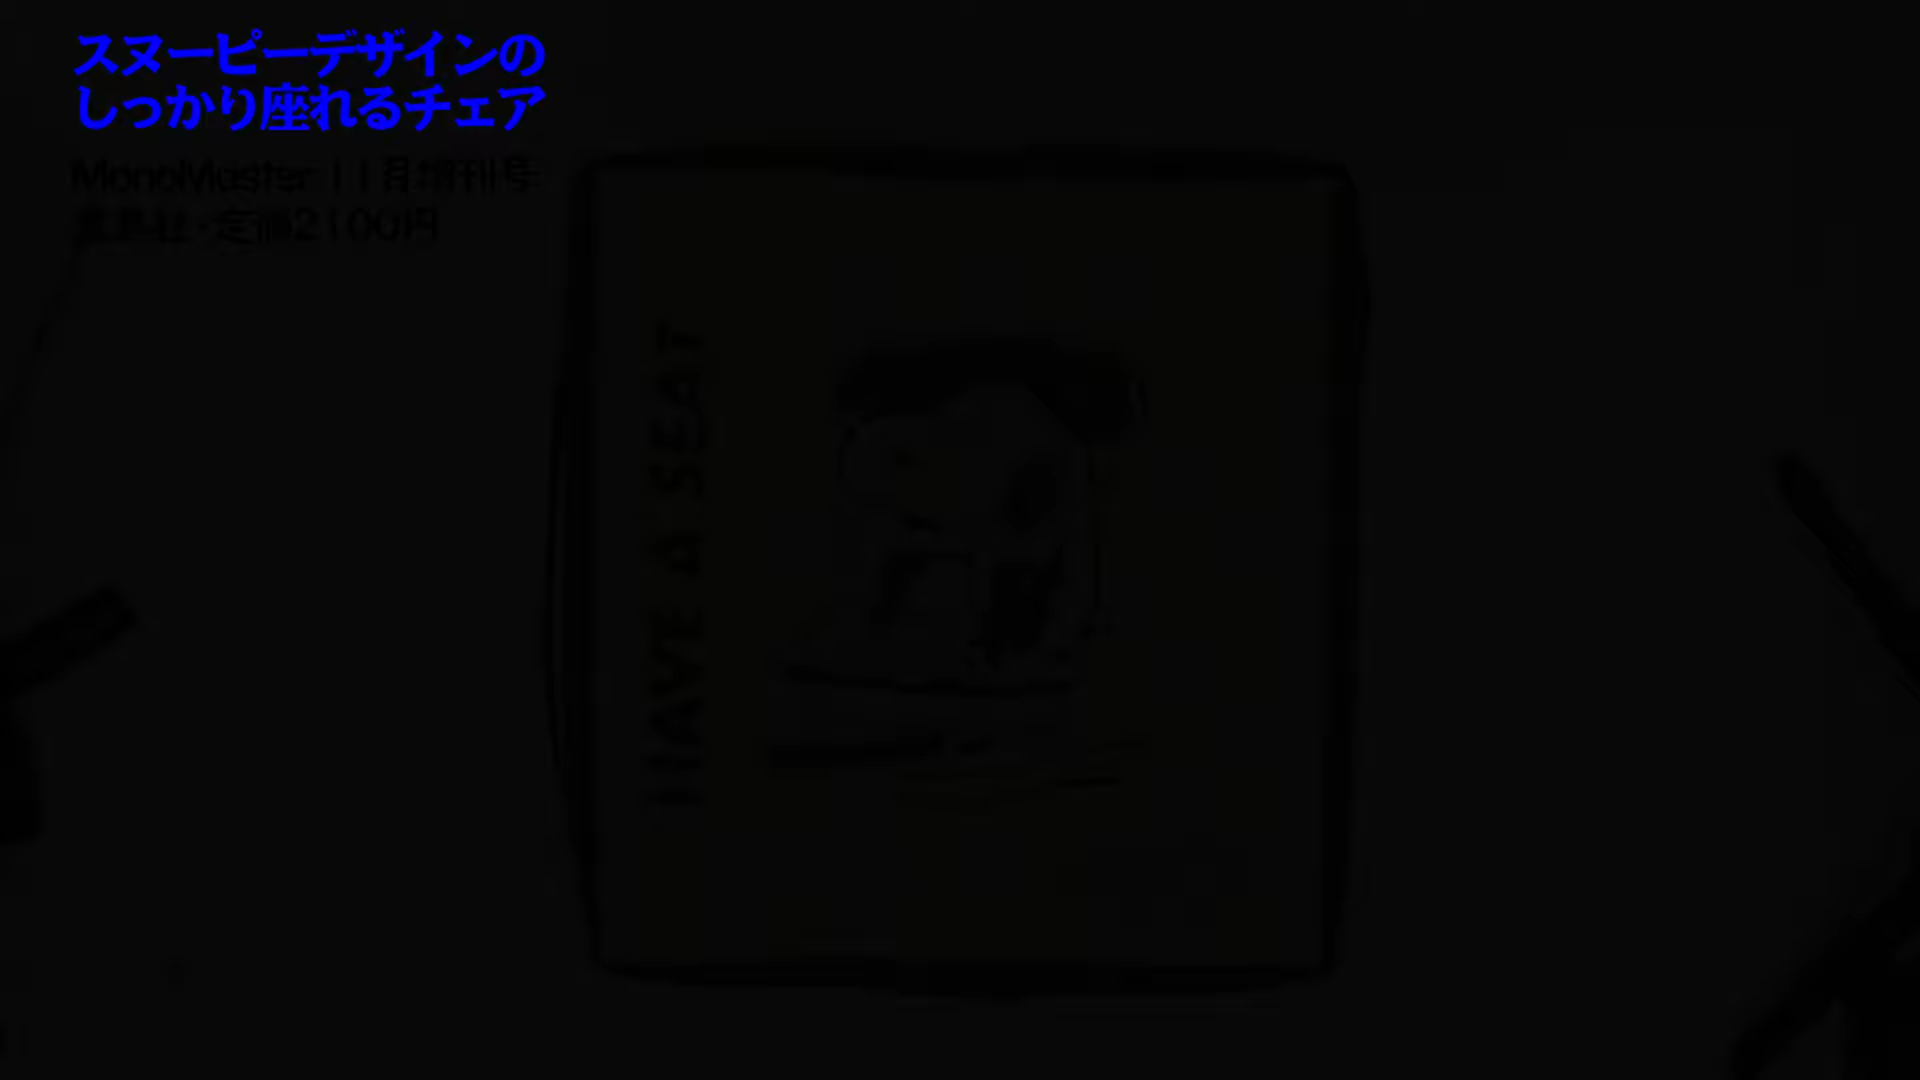 スヌーピーデザインの
しっかり座れるチェア
MonoMaster 11月増刊号
宝島社・定価2100円
HAVE A SEAT